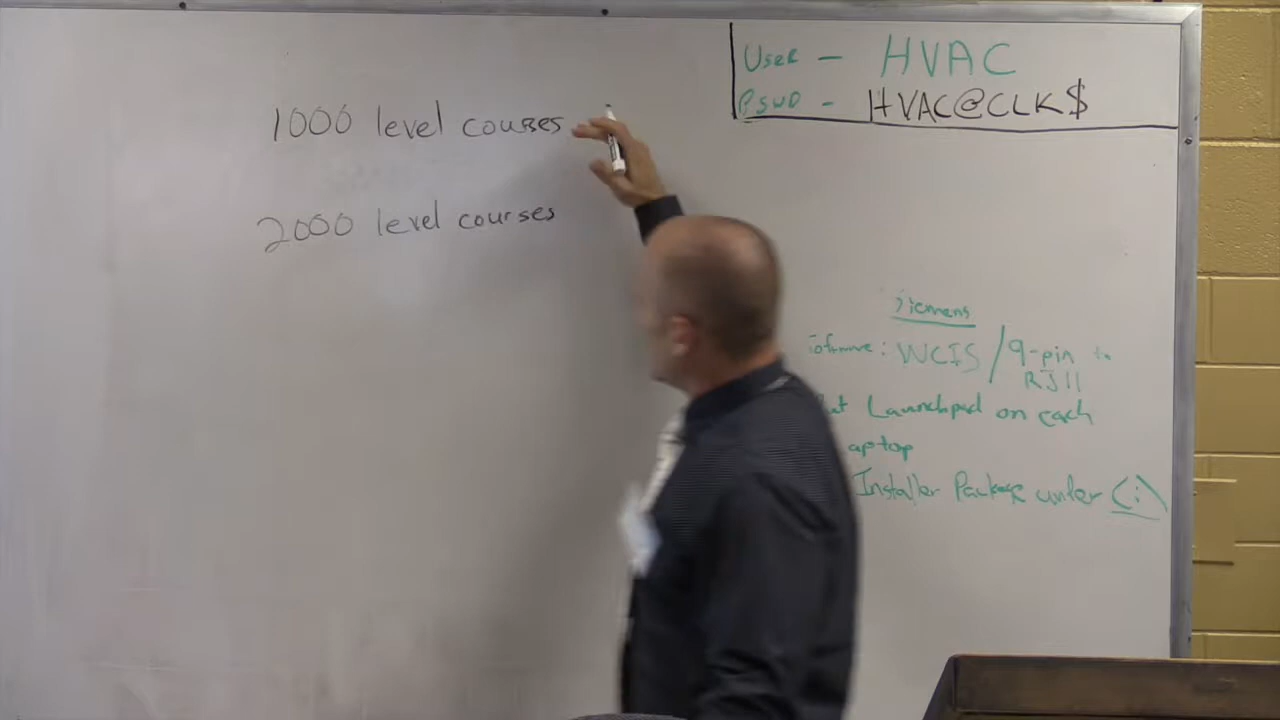 1000 level courses
2000 level courses
User - HVAC
PSWD - HVAC@CLK$
Siemens
: WCIS / 9-pin to
RJ11
Launchpad on each
aptop
Installer Package under C:\